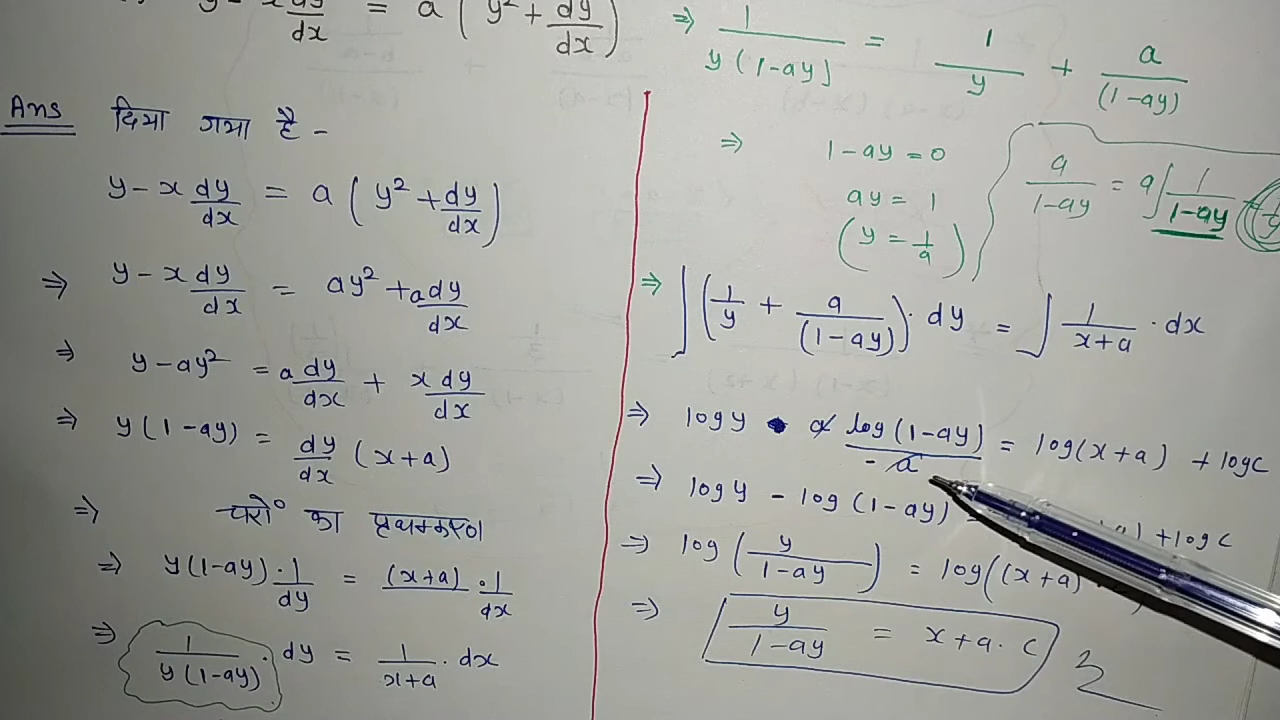 y - x dy/dx = a ( y² + dy/dx )
Ans दिया गया है -
y - x dy/dx = a ( y² + dy/dx )
⇒ y - x dy/dx = ay² + a dy/dx
⇒ y - ay² = a dy/dx + x dy/dx
⇒ y(1-ay) = dy/dx (x+a)
⇒ चरो° का पृथक्करण
⇒ y(1-ay) · 1/dy = (x+a) · 1/dx
⇒ 1/y(1-ay) · dy = 1/x+a · dx
⇒ 1/y(1-ay) = 1/y + a/(1-ay)
⇒ 1-ay = 0
ay = 1
( y = 1/a )
a/1-ay = a∫ 1/1-ay
⇒ ∫ ( 1/y + a/(1-ay) ) · dy = ∫ 1/x+a · dx
⇒ log y a log(1-ay)/-a = log(x+a) + log c
⇒ log y - log (1-ay) = a) + log c
⇒ log ( y/1-ay ) = log((x+a)
⇒ y/1-ay = x+a · c